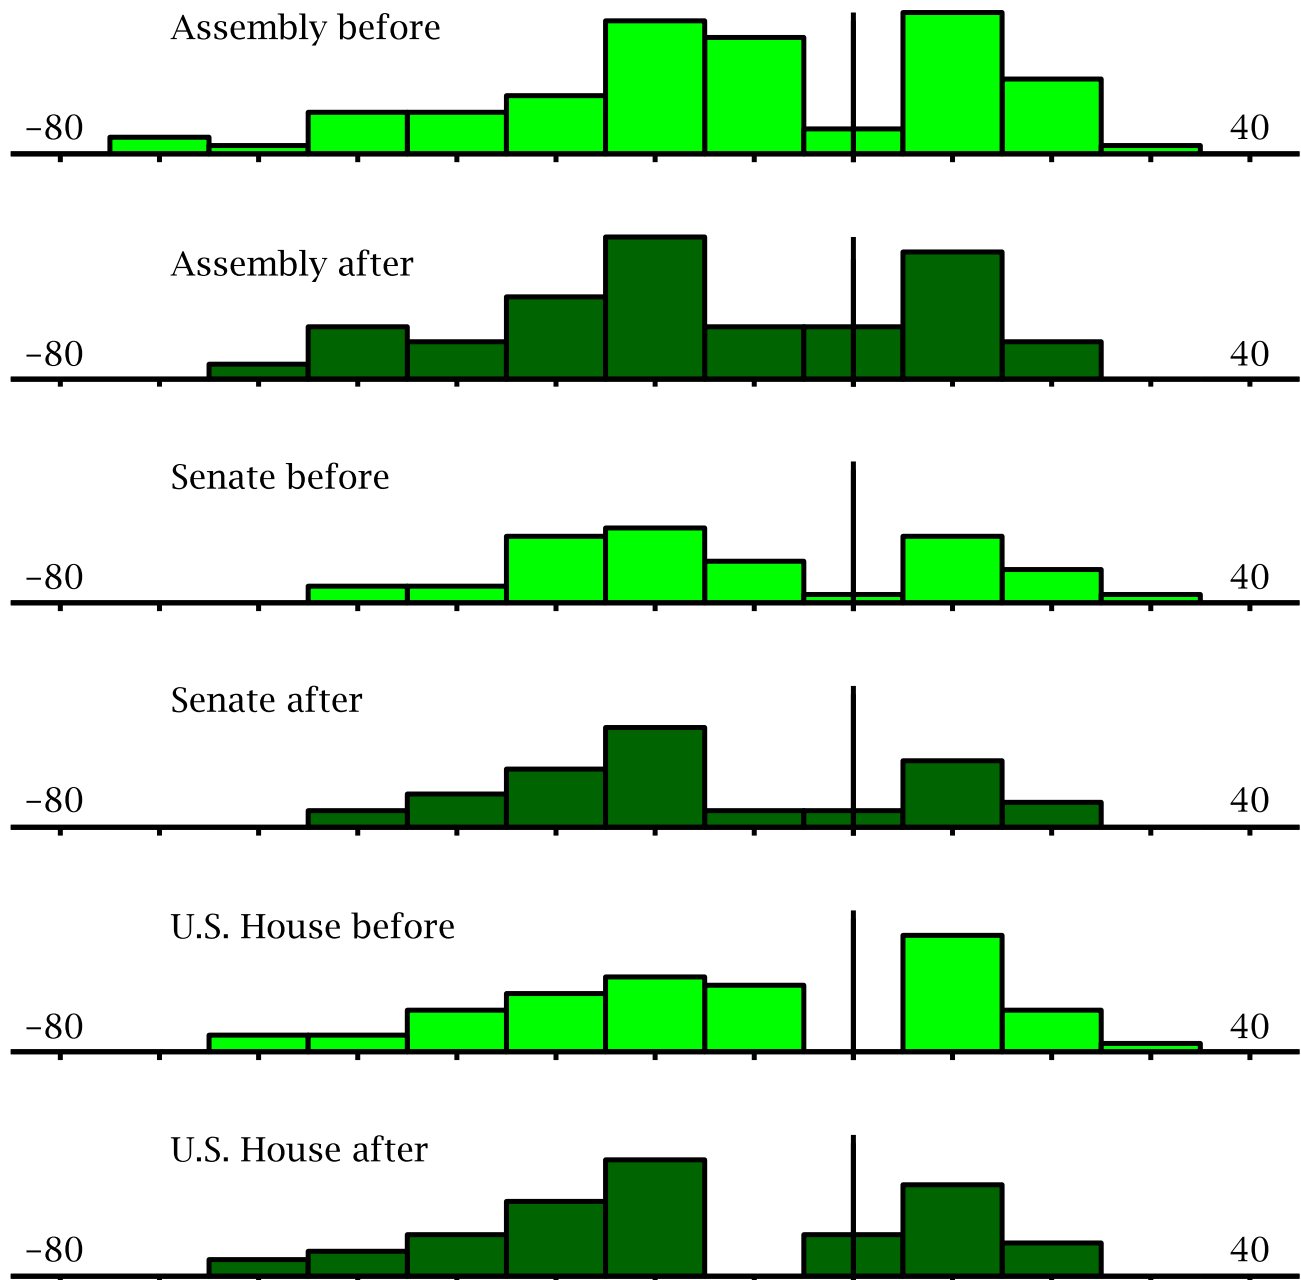 Assembly before
−80 40
Assembly after
−80 40
Senate before
−80 40
Senate after
−80 40
U.S. House before
−80 40
U.S. House after
−80 40